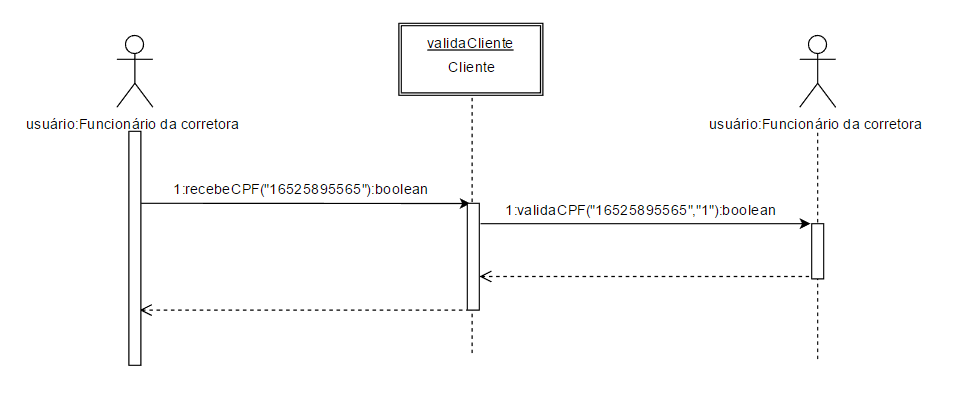 validaCliente
Cliente
usuário:Funcionário da corretora
usuário:Funcionário da corretora
1:recebeCPF("16525895565"):boolean
1:validaCPF("16525895565","1"):boolean